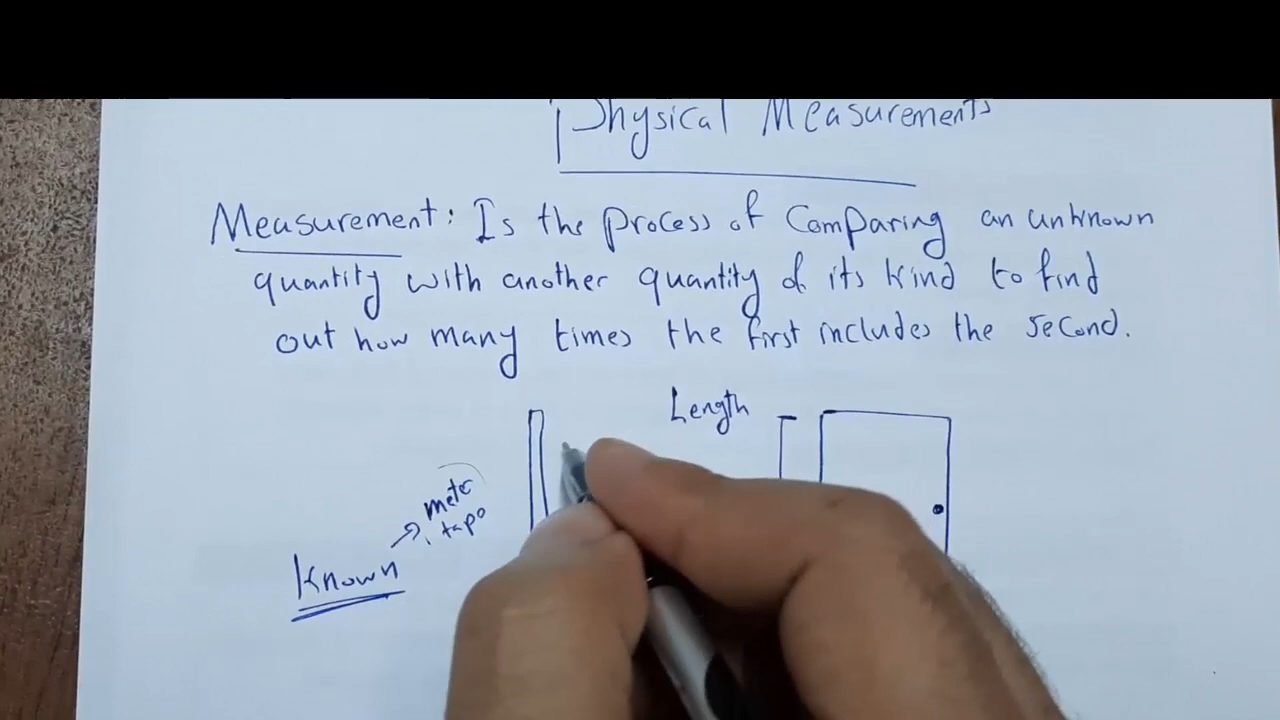 Physical Measurements
Measurement: Is the process of Comparing an unknown
quantity with another quantity of its kind to find
out how many times the first includes the second.
Length
meter
tape
Known